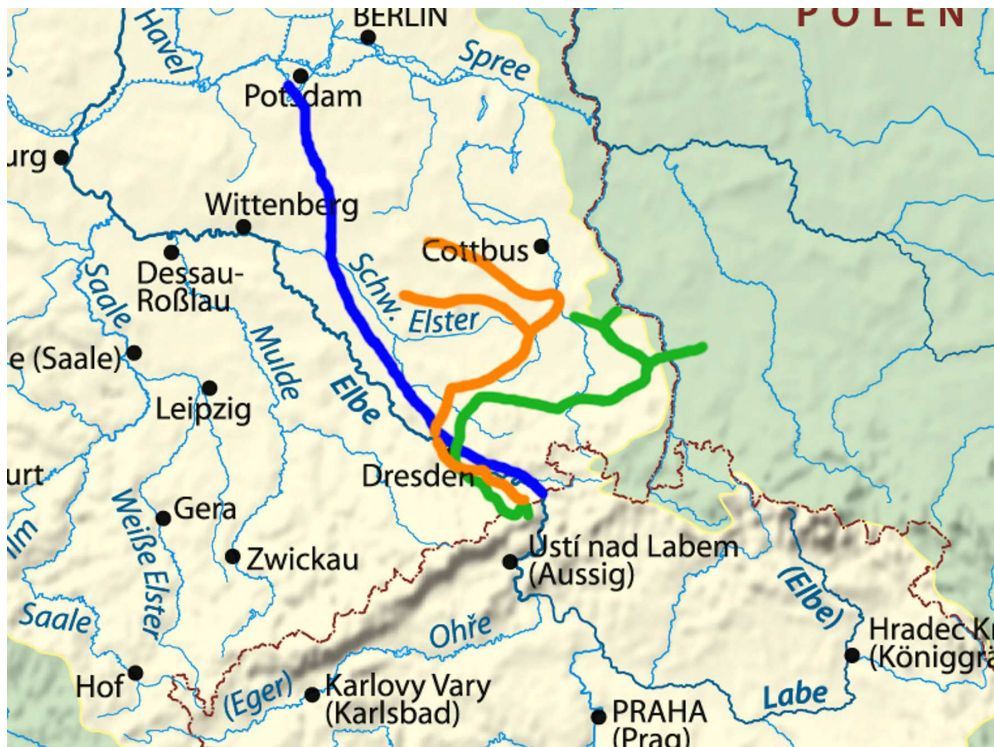 BERLIN
POLEN
Havel
Spree
Potsdam
urg
Wittenberg
Cottbus
Dessau-
Roßlau
Saale
Schw.
Elster
Mulde
Elbe
e (Saale)
Leipzig
Dresden
urt
Weiße Elster
Gera
Ilm
Zwickau
Ústí nad Labem
(Aussig)
(Elbe)
Saale
Ohře
Hradec K
(Königgrä
Hof
(Eger)
Karlovy Vary
(Karlsbad)
Labe
PRAHA
(Prag)